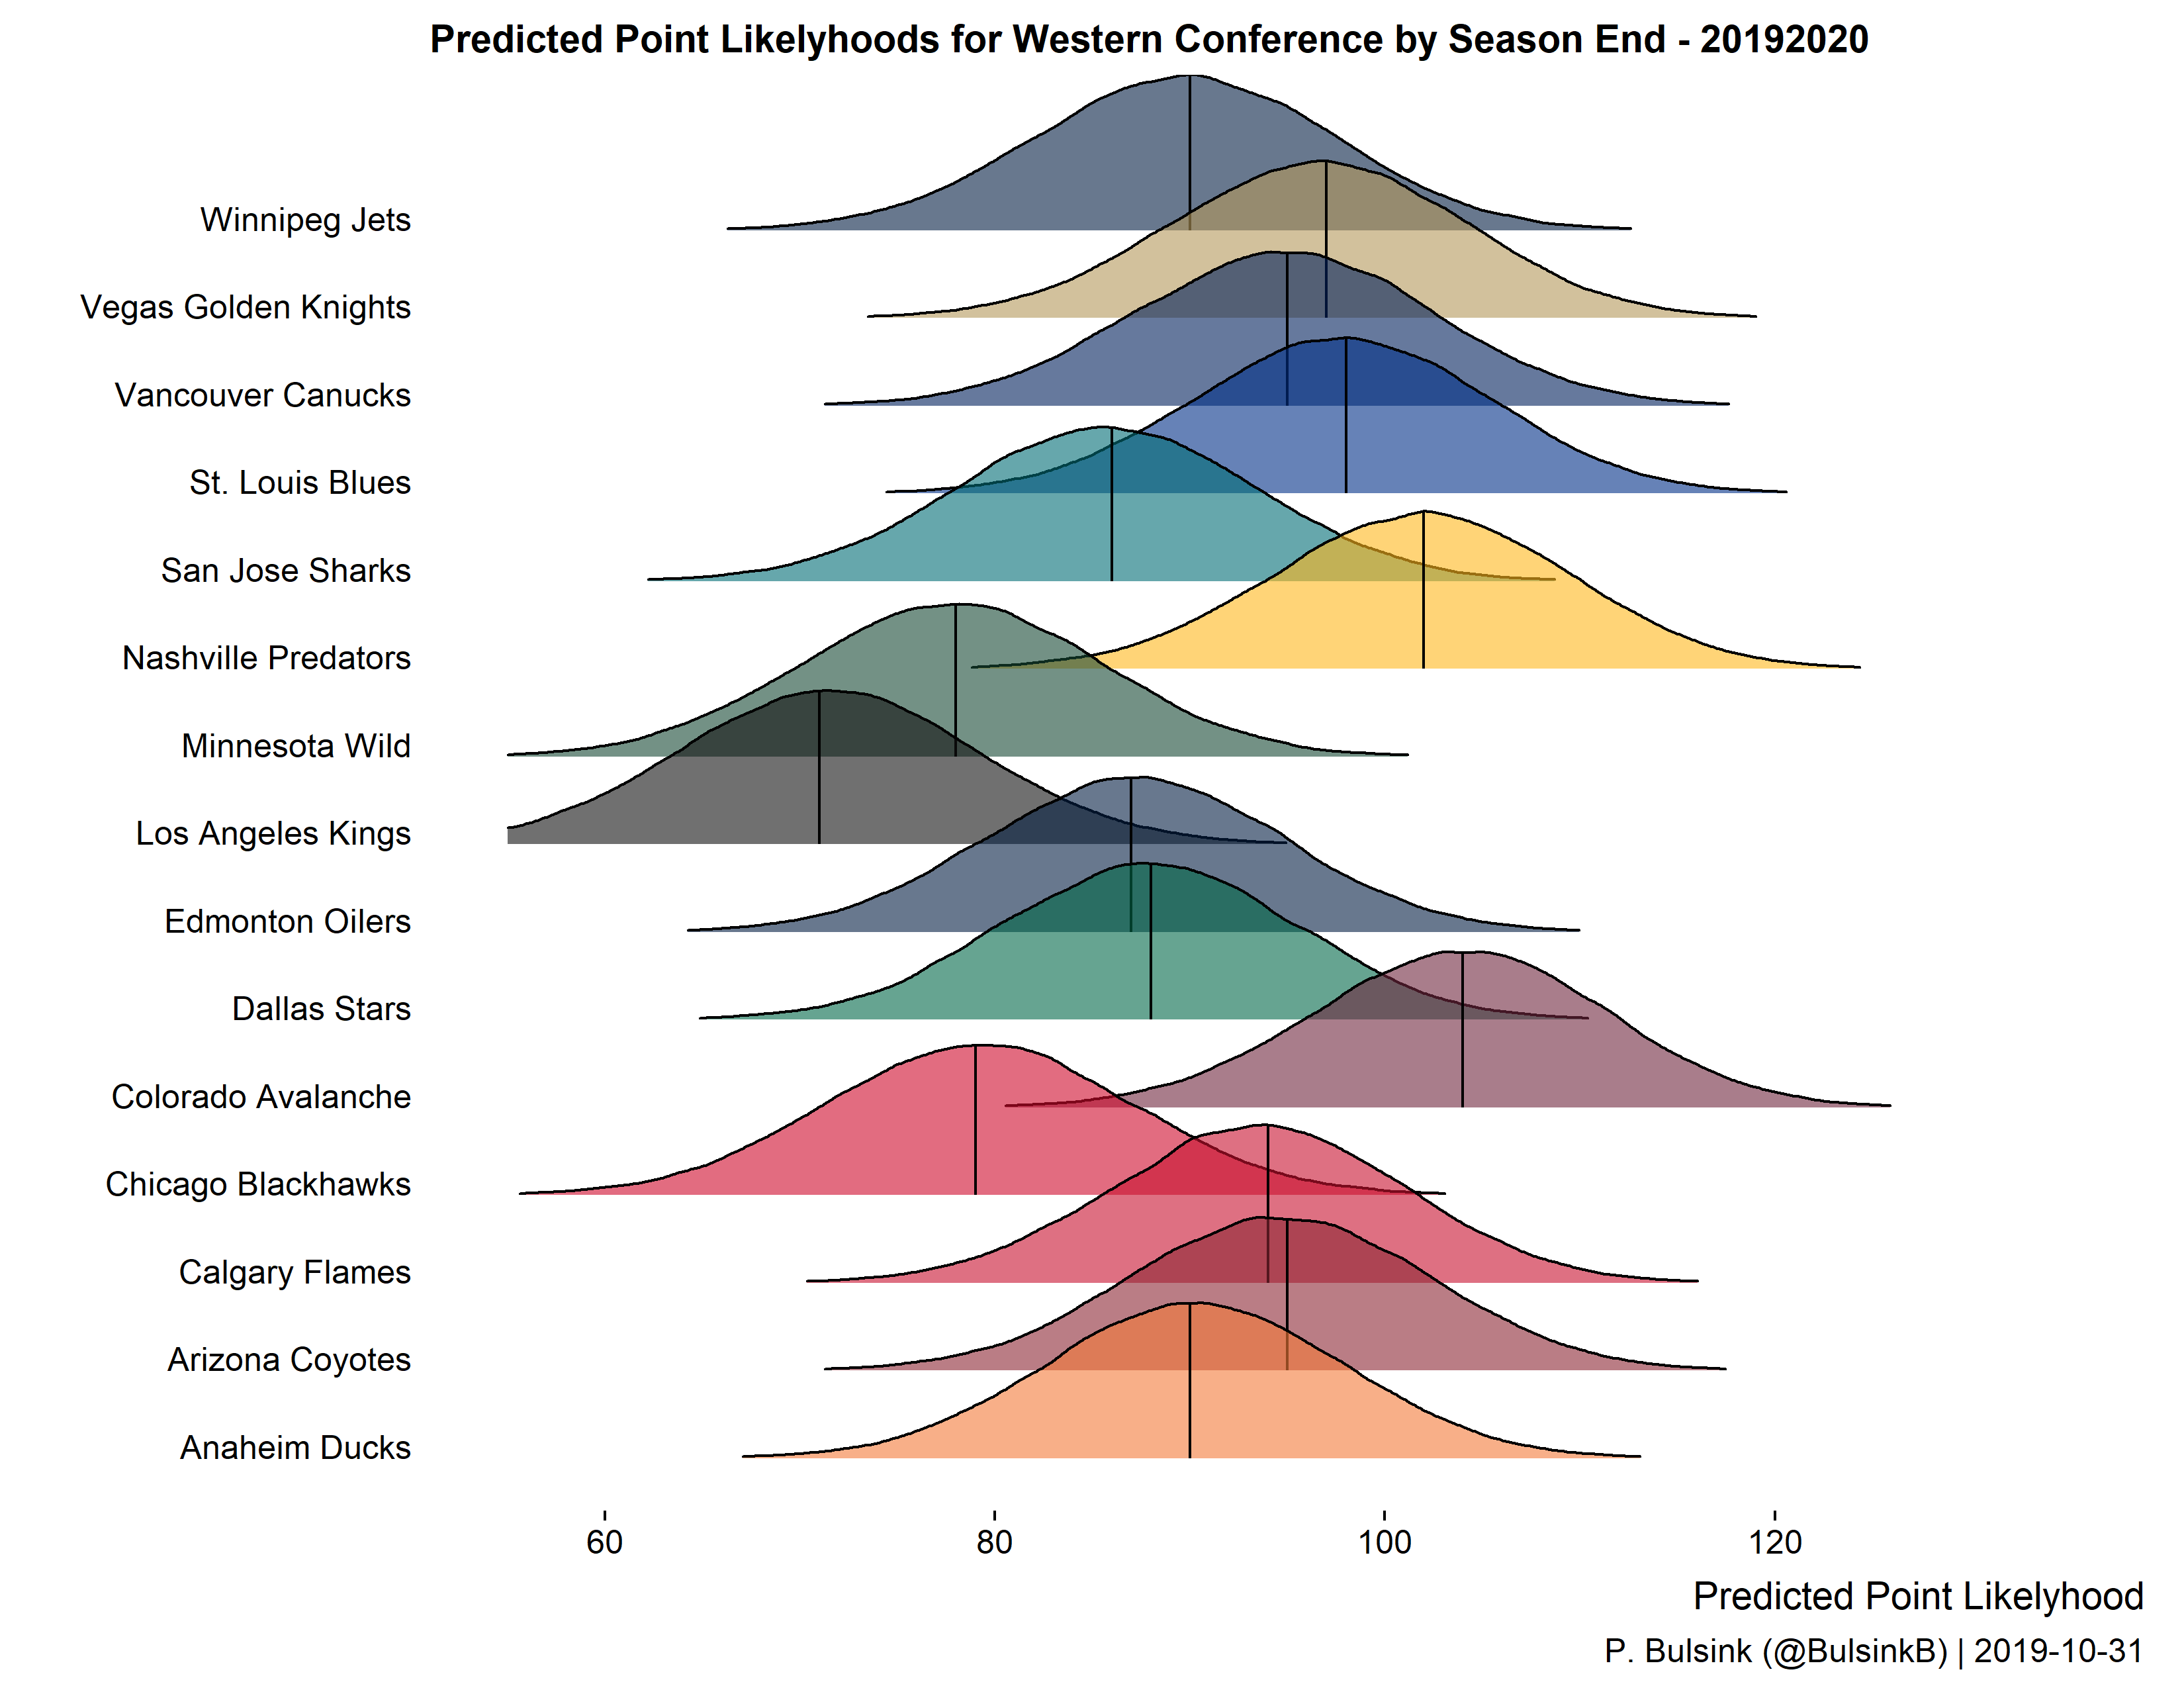 Predicted Point Likelyhoods for Western Conference by Season End - 20192020
Winnipeg Jets
Vegas Golden Knights
Vancouver Canucks
St. Louis Blues
San Jose Sharks
Nashville Predators
Minnesota Wild
Los Angeles Kings
Edmonton Oilers
Dallas Stars
Colorado Avalanche
Chicago Blackhawks
Calgary Flames
Arizona Coyotes
Anaheim Ducks
60 80 100 120
Predicted Point Likelyhood
P. Bulsink (@BulsinkB) | 2019-10-31